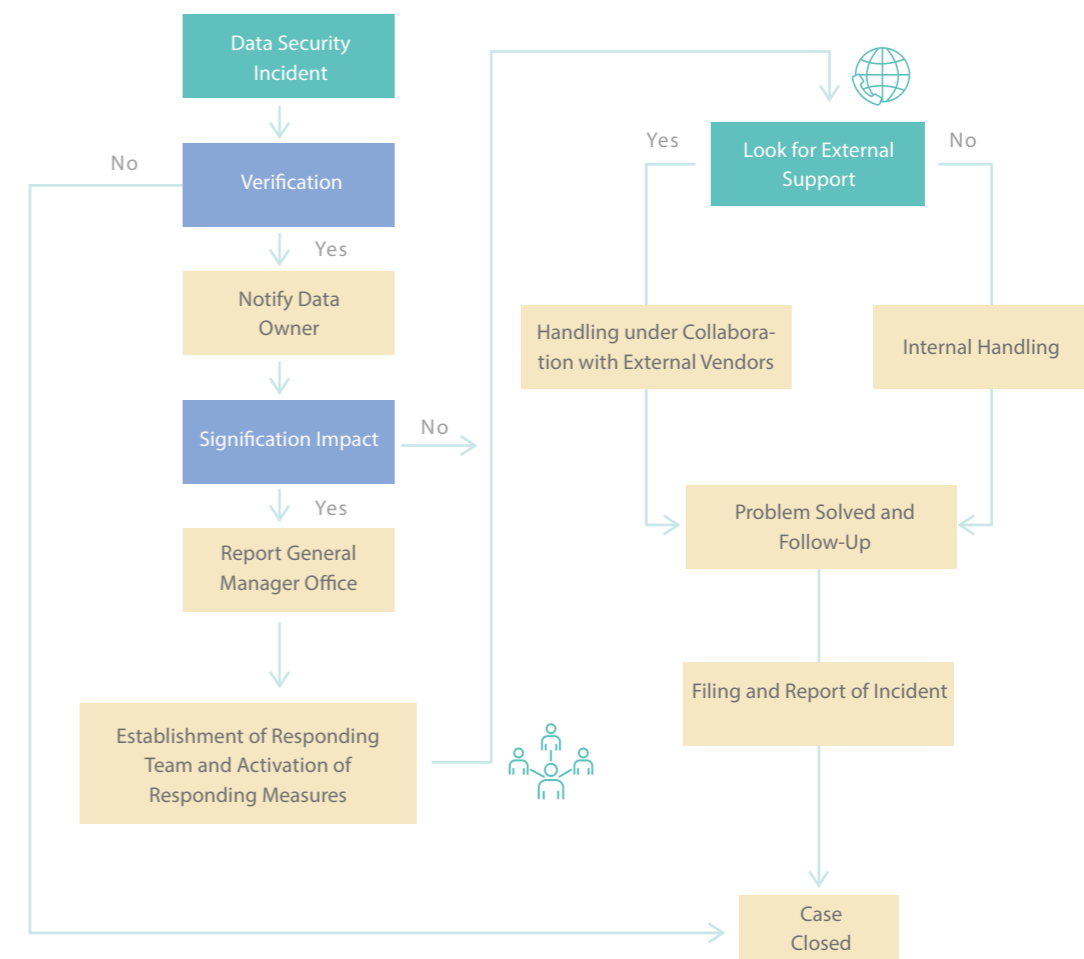 Data Security
Incident
No
Verification
Yes
Notify Data
Owner
Signification Impact
No
Yes
Report General
Manager Office
Establishment of Responding
Team and Activation of
Responding Measures
Yes
Look for External
Support
No
Handling under Collabora-
tion with External Vendors
Internal Handling
Problem Solved and
Follow-Up
Filing and Report of Incident
Case
Closed